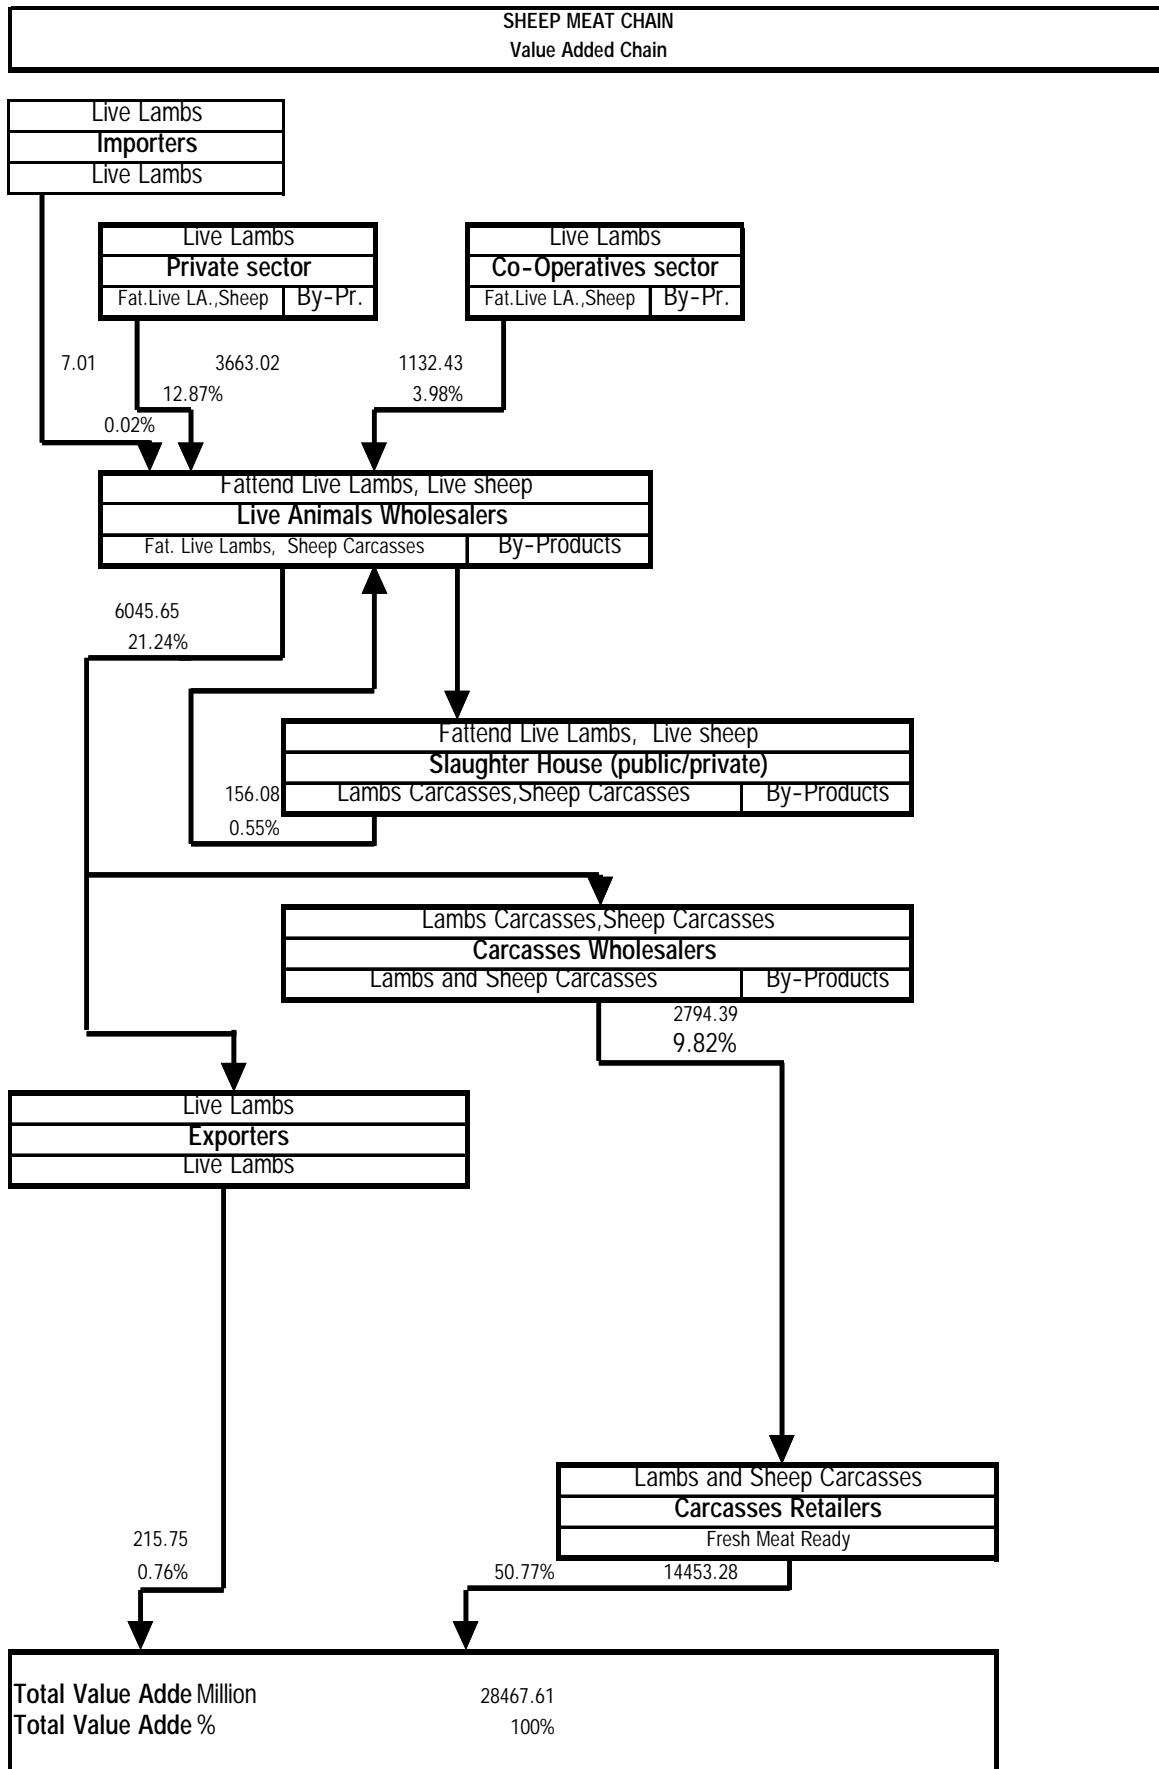 SHEEP MEAT CHAIN
Value Added Chain
Live Lambs
Importers
Live Lambs
Live Lambs
Private sector
Fat.Live LA.,Sheep By-Pr.
Live Lambs
Co-Operatives sector
Fat.Live LA.,Sheep By-Pr.
7.01 3663.02 1132.43
12.87% 3.98%
0.02%
Fattend Live Lambs, Live sheep
Live Animals Wholesalers
Fat. Live Lambs, Sheep Carcasses By-Products
6045.65
21.24%
Fattend Live Lambs, Live sheep
Slaughter House (public/private)
156.08 Lambs Carcasses,Sheep Carcasses By-Products
0.55%
Lambs Carcasses,Sheep Carcasses
Carcasses Wholesalers
Lambs and Sheep Carcasses By-Products
2794.39
9.82%
Live Lambs
Exporters
Live Lambs
Lambs and Sheep Carcasses
Carcasses Retailers
215.75 Fresh Meat Ready
0.76% 50.77% 14453.28
Total Value Adde Million 28467.61
Total Value Adde % 100%